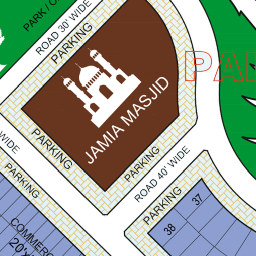 PARK / O
ROAD 30' WIDE
PARKING
PA
JAMIA MASJID
PARKING
PARKING
ROAD 40' WIDE
WIDE
PARKING
PARKING
37
38
COMMER
20'